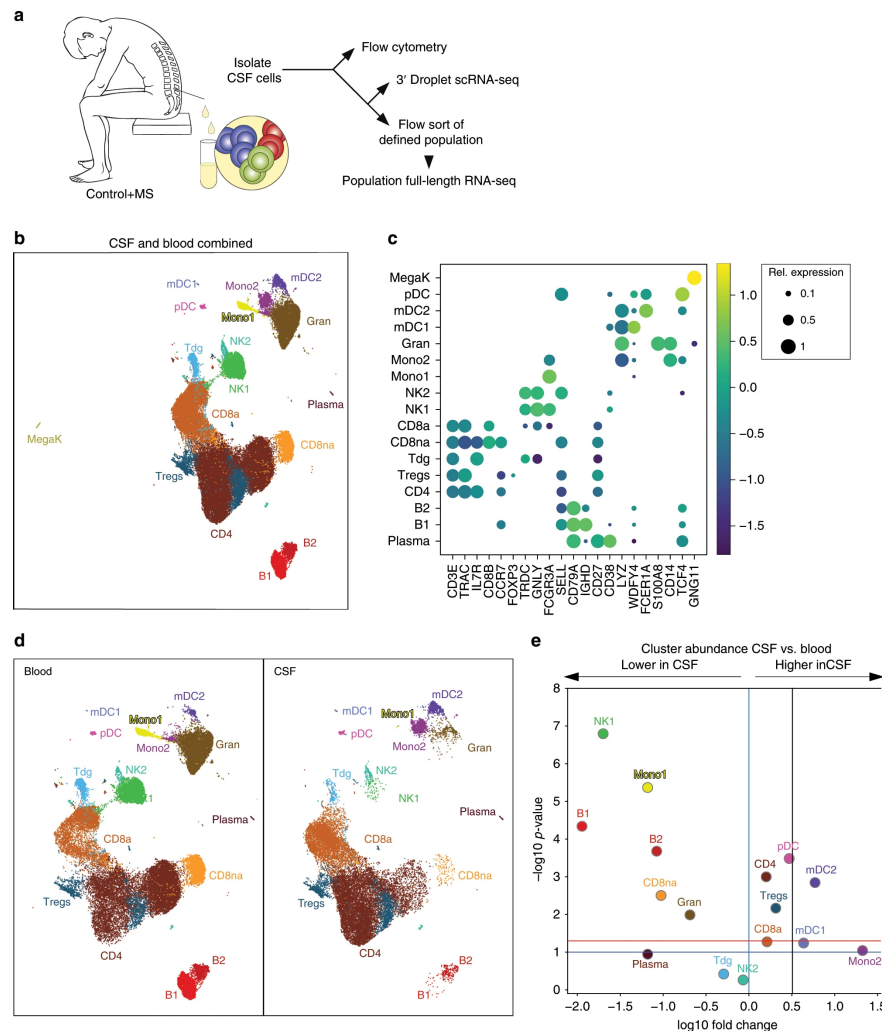 a
Isolate
CSF cells
Flow cytometry
3′ Droplet scRNA-seq
Flow sort of
defined population
Population full-length RNA-seq
Control+MS
b
CSF and blood combined
mDC1
mDC2
Mono2
pDC
Mono1
Gran
NK2
Tdg
NK1
Plasma
CD8a
MegaK
CD8na
Tregs
CD4
B2
B1
c
MegaK
pDC
mDC2
mDC1
Gran
Mono2
Mono1
NK2
NK1
CD8a
CD8na
Tdg
Tregs
CD4
B2
B1
Plasma
CD3E
TRAC
IL7R
CD8B
CCR7
FOXP3
TRDC
GNLY
FCGR3A
SELL
CD79A
IGHD
CD27
CD38
LYZ
WDFY4
FCER1A
S100A8
CD14
TCF4
GNG11
1.0
0.5
0.0
−0.5
−1.0
−1.5
Rel. expression
0.1
0.5
1
d
Blood
mDC1
mDC2
Mono1
pDC
Mono2
Gran
Tdg
NK2
1
Plasma
CD8a
CD8na
Tregs
CD4
B2
B1
CSF
mDC2
mDC1
Mono1
pDC
Mono2
Gran
Tdg
NK2
NK1
Plasma
CD8a
CD8na
Tregs
CD4
B2
B1
e
Cluster abundance CSF vs. blood
Lower in CSF
Higher inCSF
8
7
6
5
4
3
2
1
0
−log10 p-value
NK1
Mono1
B1
B2
pDC
CD4
mDC2
CD8na
Gran
Tregs
CD8a
mDC1
Plasma
Mono2
Tdg
NK2
−2.0
−1.5
−1.0
−0.5
0.0
0.5
1.0
1.5
log10 fold change